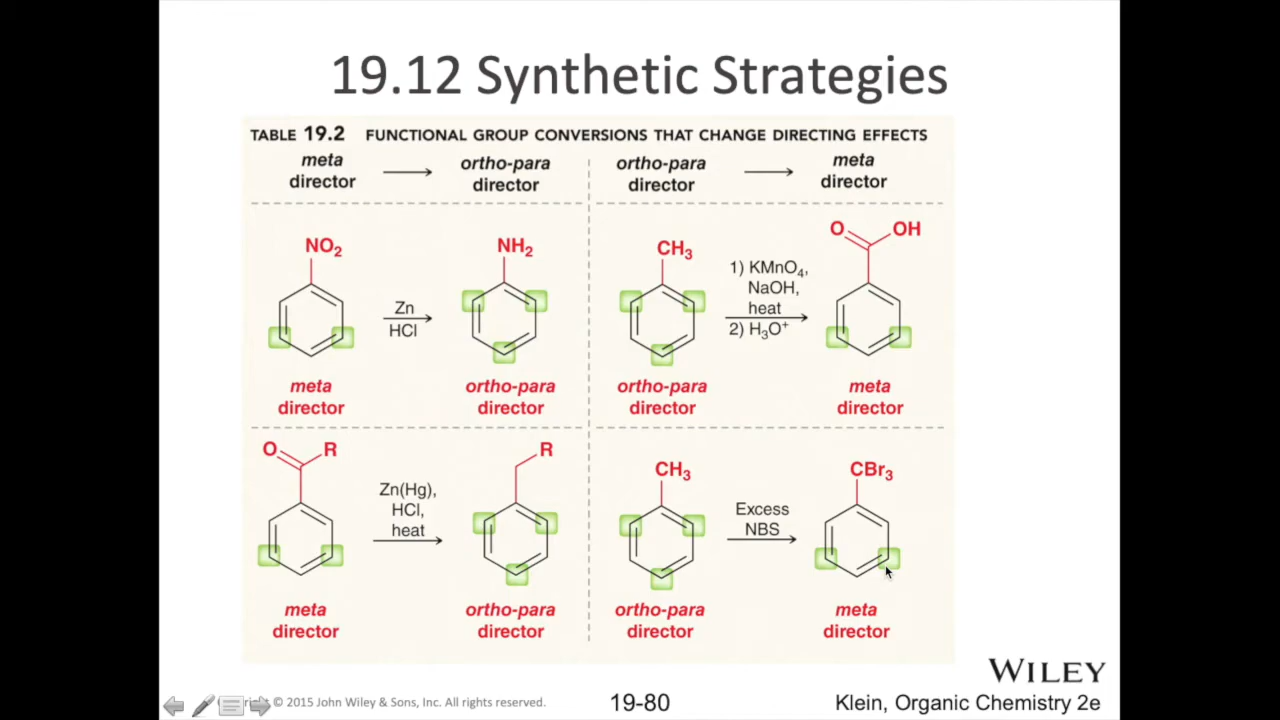 19.12 Synthetic Strategies
TABLE 19.2 FUNCTIONAL GROUP CONVERSIONS THAT CHANGE DIRECTING EFFECTS
meta
director
ortho-para
director
ortho-para
director
meta
director
NO₂
Zn
HCl
NH₂
meta
director
ortho-para
director
CH₃
1) KMnO₄,
NaOH,
heat
2) H₃O⁺
O
OH
ortho-para
director
meta
director
O
R
Zn(Hg),
HCl,
heat
R
meta
director
ortho-para
director
CH₃
Excess
NBS
CBr₃
ortho-para
director
meta
director
WILEY
© 2015 John Wiley & Sons, Inc. All rights reserved.
19-80
Klein, Organic Chemistry 2e